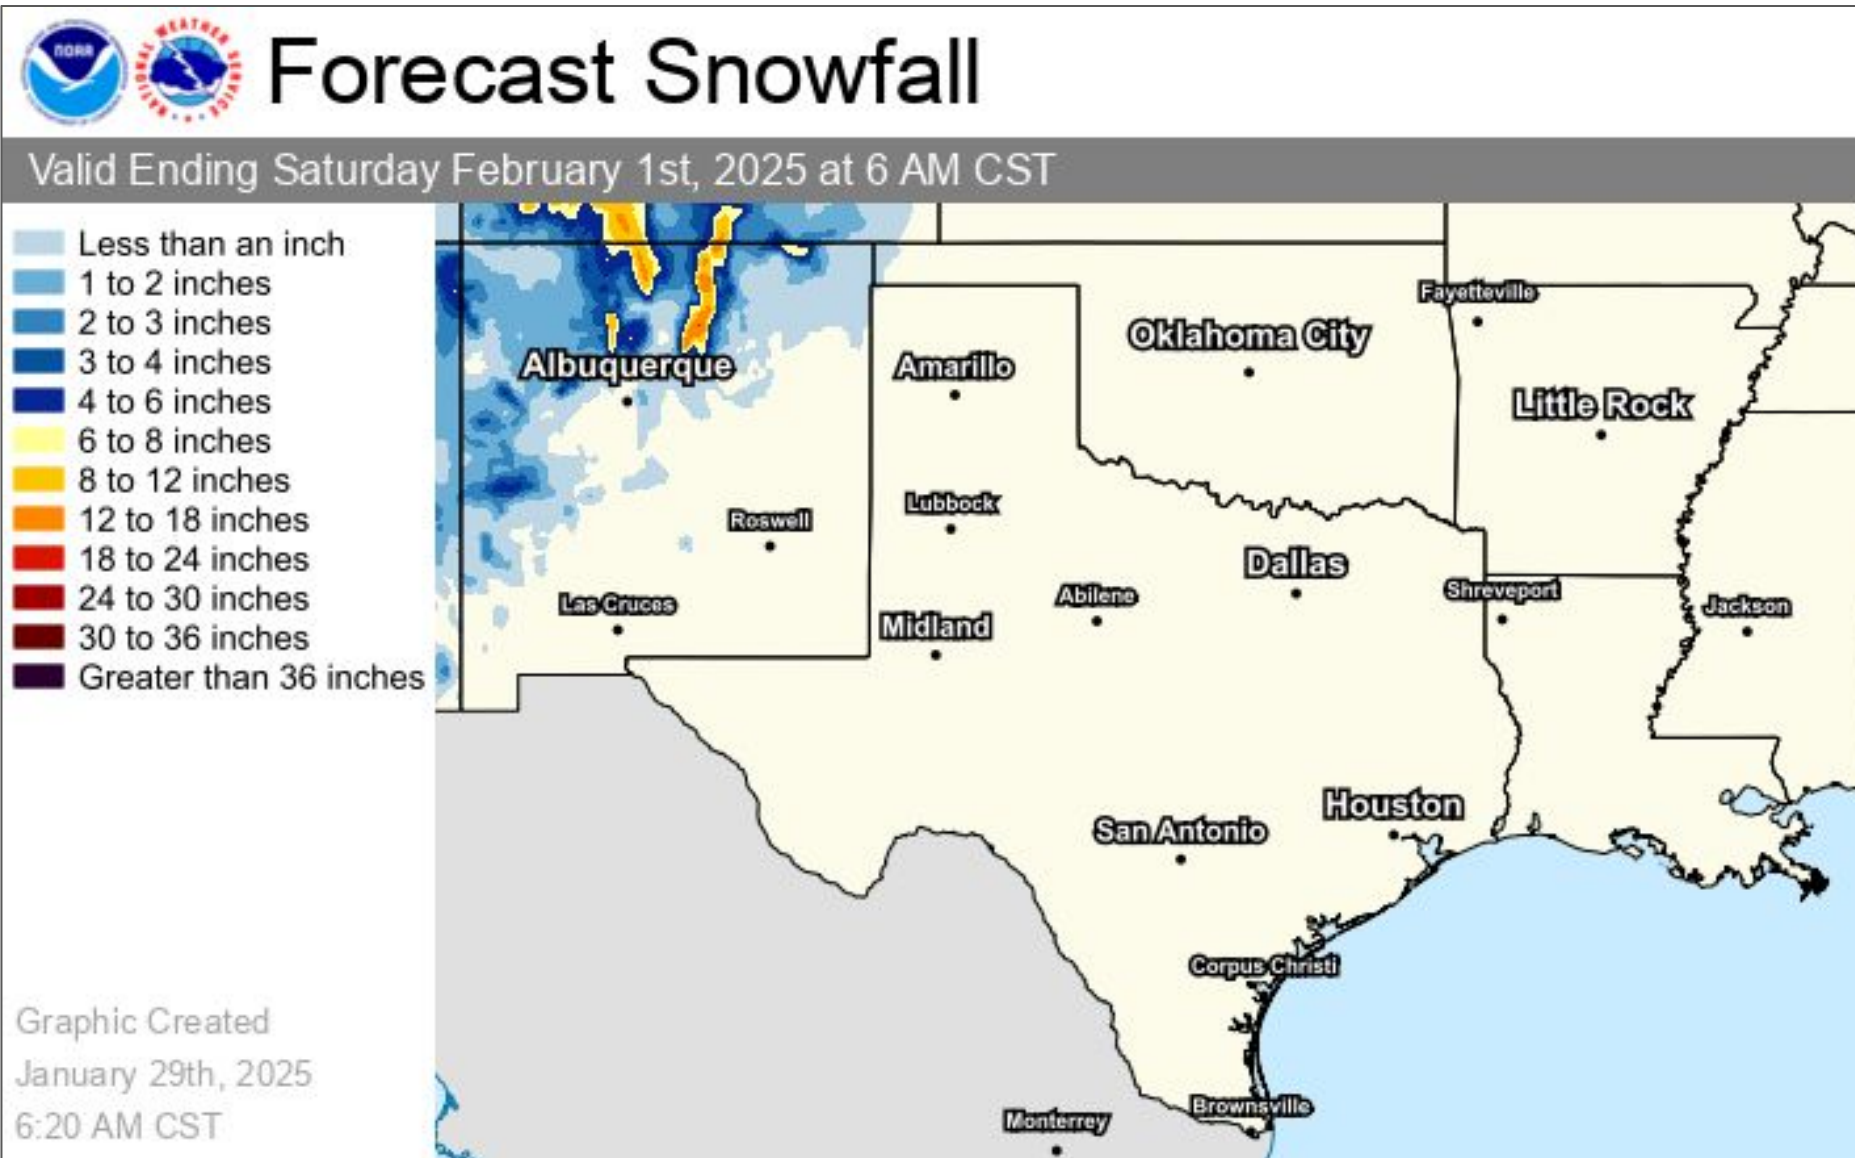 NOAA
NATIONAL WEATHER SERVICE
Forecast Snowfall
Valid Ending Saturday February 1st, 2025 at 6 AM CST
Less than an inch
1 to 2 inches
2 to 3 inches
3 to 4 inches
4 to 6 inches
6 to 8 inches
8 to 12 inches
12 to 18 inches
18 to 24 inches
24 to 30 inches
30 to 36 inches
Greater than 36 inches
Graphic Created
January 29th, 2025
6:20 AM CST
Fayetteville
Oklahoma City
Albuquerque
Amarillo
Little Rock
Lubbock
Roswell
Dallas
Abilene
Shreveport
Las Cruces
Jackson
Midland
Houston
San Antonio
Corpus Christi
Brownsville
Monterrey